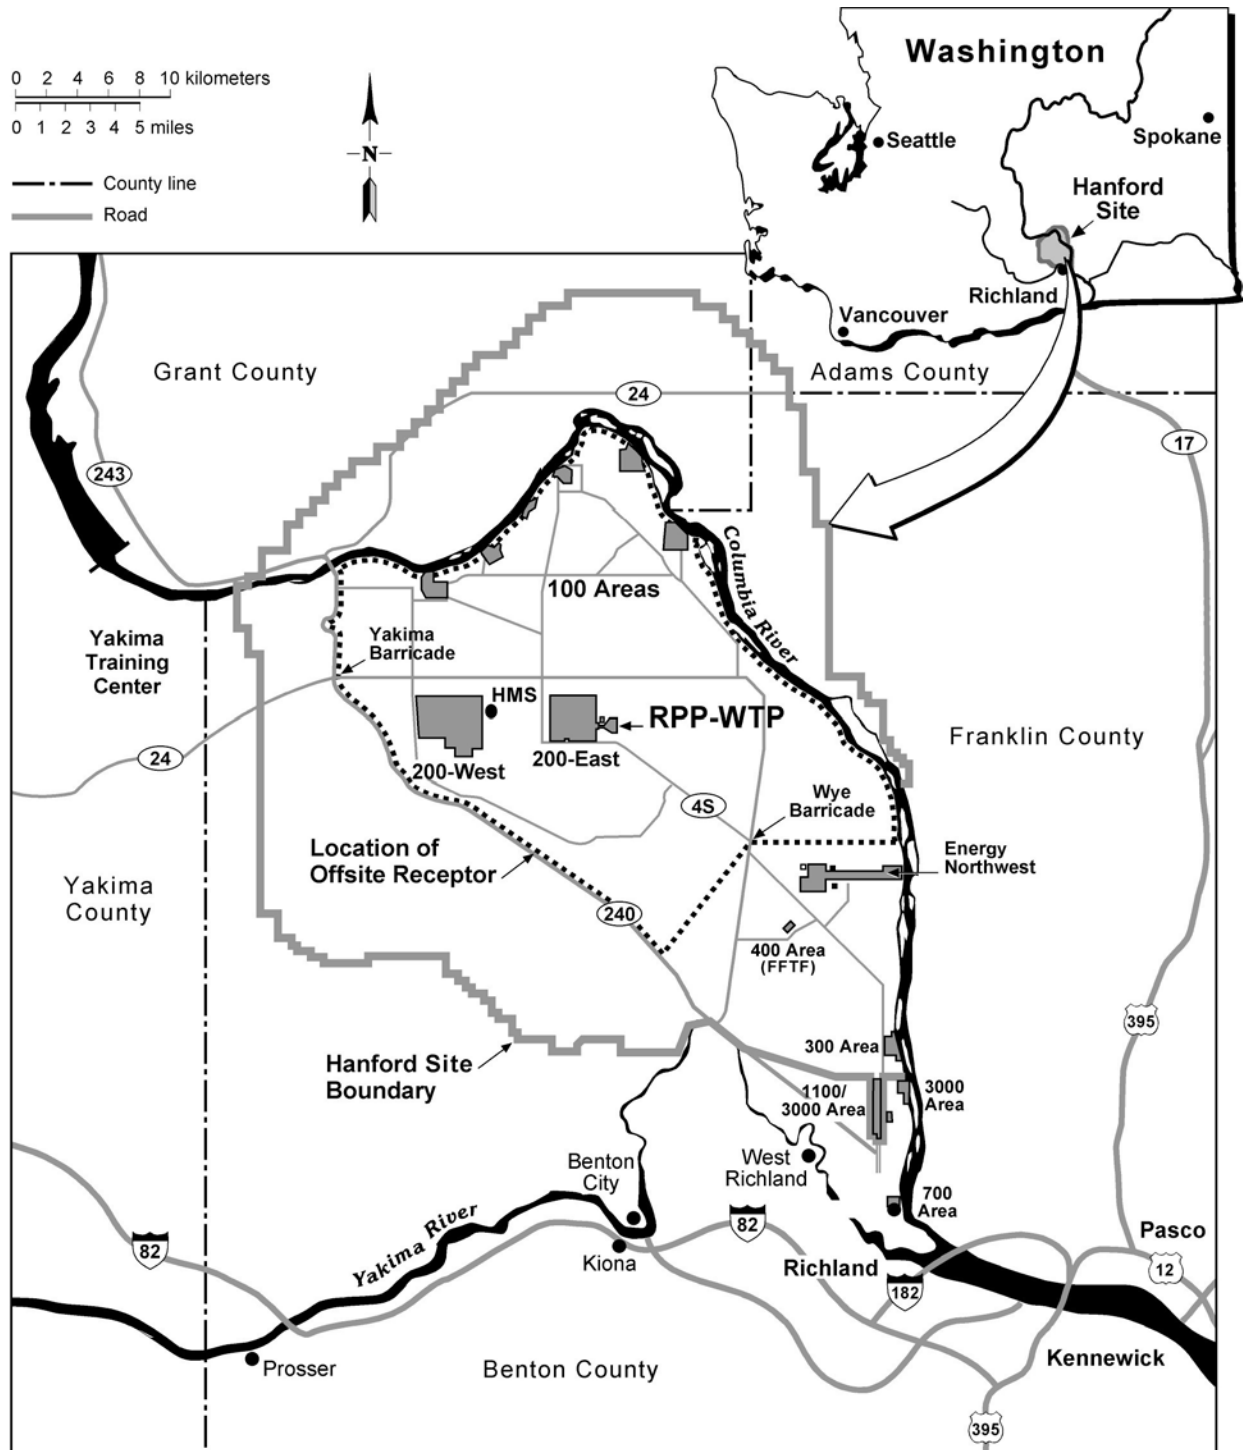 Washington
0 2 4 6 8 10 kilometers
0 1 2 3 4 5 miles
N
Seattle
Spokane
County line
Road
Hanford
Site
Richland
Vancouver
Grant County
Adams County
24
17
243
Columbia River
100 Areas
Yakima
Training
Center
Yakima
Barricade
HMS
RPP-WTP
24
200-West
200-East
Franklin County
4S
Wye
Barricade
Location of
Offsite Receptor
Energy
Northwest
Yakima
County
240
400 Area
(FFTF)
395
300 Area
Hanford Site
Boundary
1100/
3000 Area
3000
Area
Benton
City
West
Richland
700
Area
Yakima River
82
82
Pasco
12
Kiona
Richland
182
Prosser
Benton County
Kennewick
395